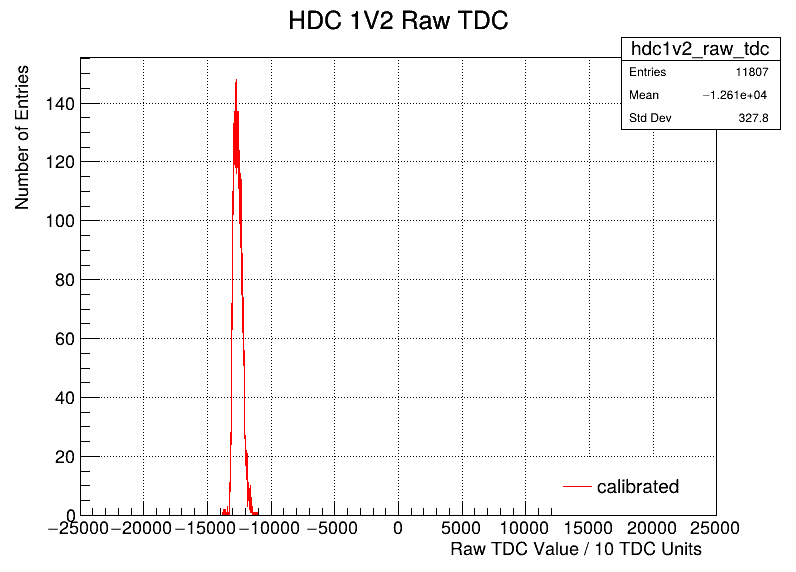 HDC 1V2 Raw TDC
hdc1v2_raw_tdc
Entries 11807
Mean −1.261e+04
Std Dev 327.8
Number of Entries
140
120
100
80
60
40
20
0
−25000 −20000 −15000 −10000 −5000 0 5000 10000 15000 20000 25000
calibrated
Raw TDC Value / 10 TDC Units